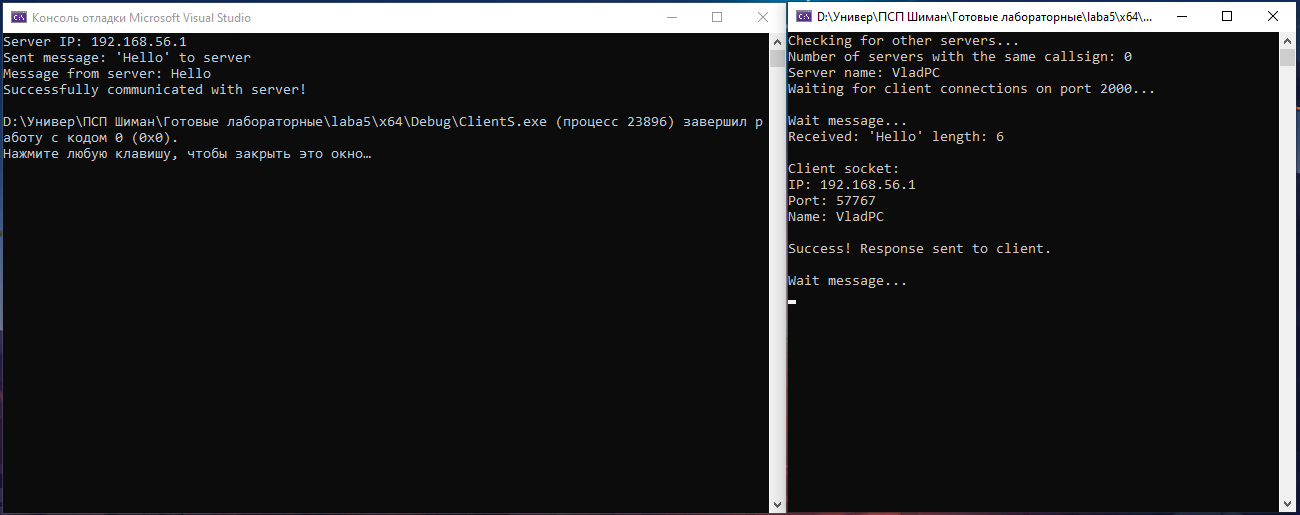 Консоль отладки Microsoft Visual Studio
Server IP: 192.168.56.1
Sent message: 'Hello' to server
Message from server: Hello
Successfully communicated with server!
D:\Универ\ПСП Шиман\Готовые лабораторные\laba5\x64\Debug\ClientS.exe (процесс 23896) завершил р
аботу с кодом 0 (0x0).
Нажмите любую клавишу, чтобы закрыть это окно…
D:\Универ\ПСП Шиман\Готовые лабораторные\laba5\x64\...
Checking for other servers...
Number of servers with the same callsign: 0
Server name: VladPC
Waiting for client connections on port 2000...
Wait message...
Received: 'Hello' length: 6
Client socket:
IP: 192.168.56.1
Port: 57767
Name: VladPC
Success! Response sent to client.
Wait message...